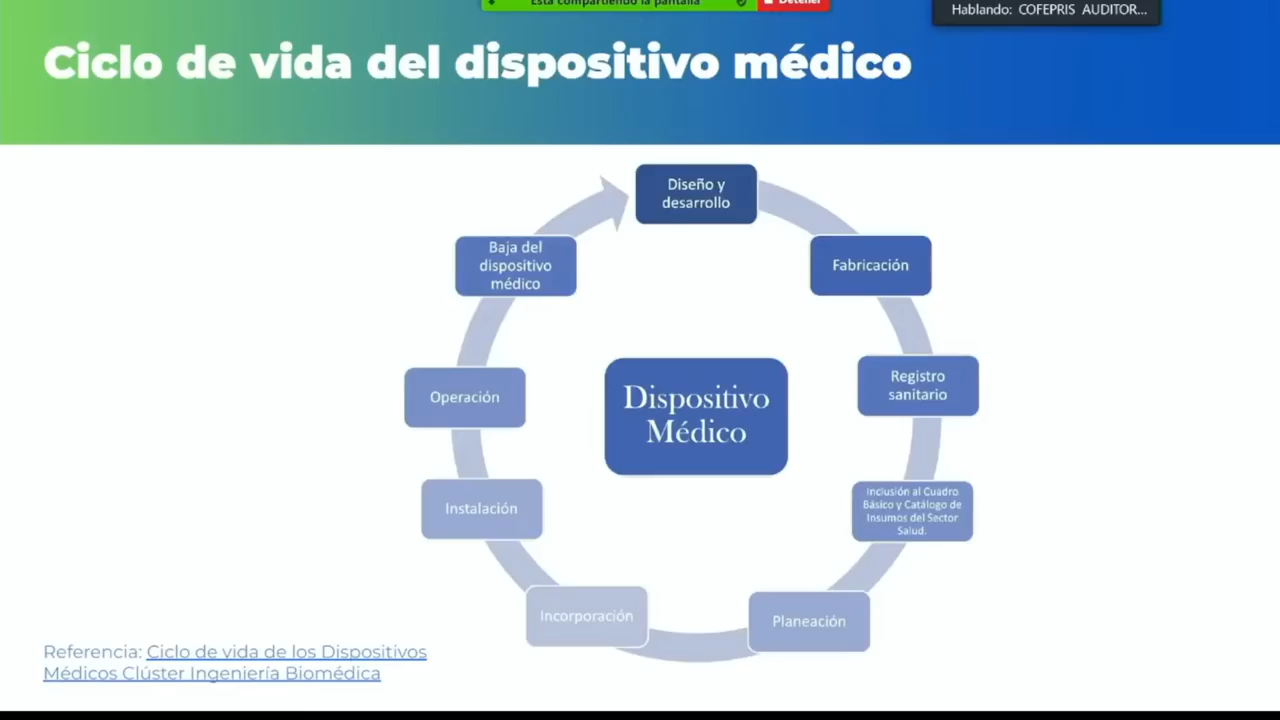 Está compartiendo la pantalla
Detener
Hablando: COFEPRIS AUDITOR...
Ciclo de vida del dispositivo médico
Diseño y
desarrollo
Fabricación
Registro
sanitario
Inclusión al Cuadro
Básico y Catálogo de
Insumos del Sector
Salud.
Planeación
Incorporación
Instalación
Operación
Baja del
dispositivo
médico
Dispositivo
Médico
Referencia: Ciclo de vida de los Dispositivos
Médicos Clúster Ingeniería Biomédica